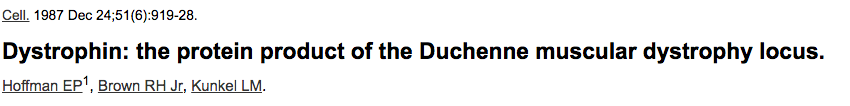 Cell. 1987 Dec 24;51(6):919-28.
Dystrophin: the protein product of the Duchenne muscular dystrophy locus.
Hoffman EP1, Brown RH Jr, Kunkel LM.